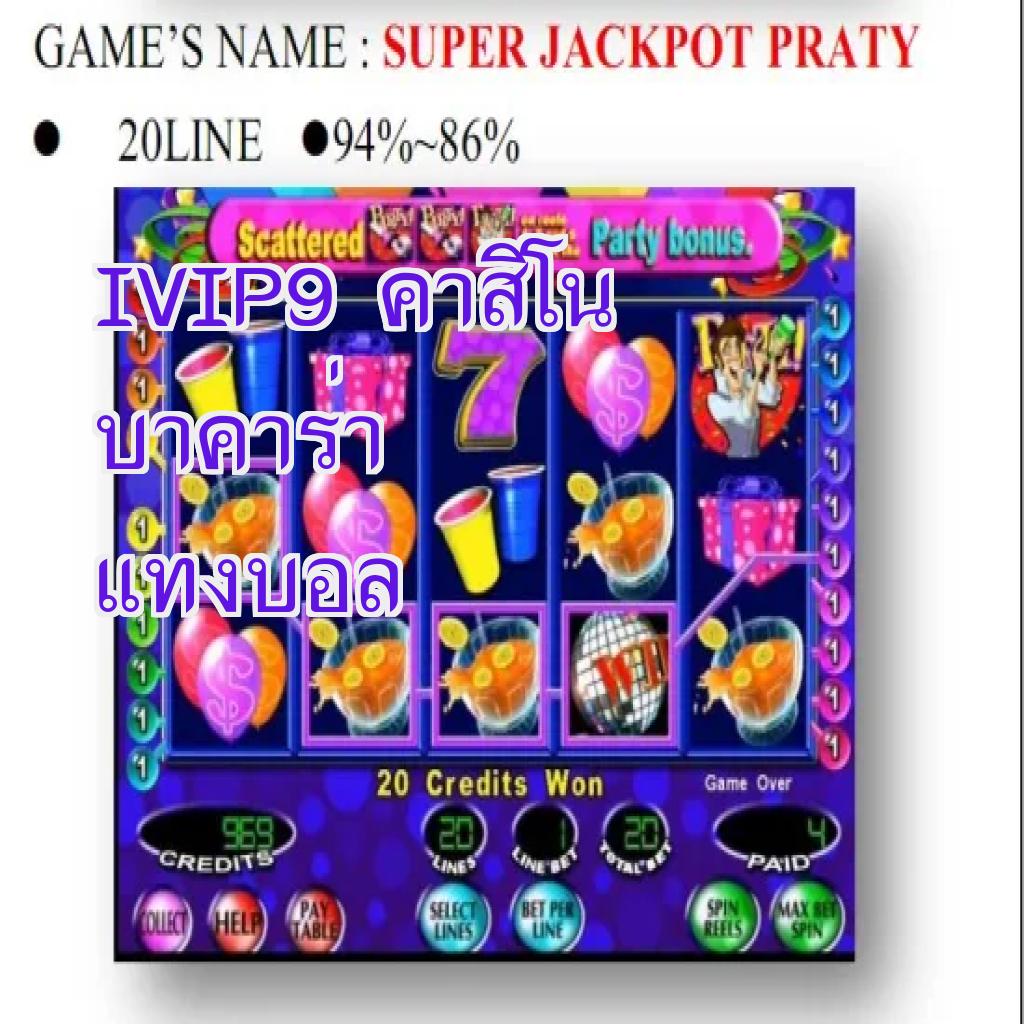 GAME'S NAME : SUPER JACKPOT PRATY
● 20LINE ●94%~86%
Scattered Party bonus.
IVIP9 คาสิโน
บาคาร่า
แทงบอล
7
20 Credits Won
Game Over
969 20 1 20 4
CREDITS LINES LINE BET TOTAL BET PAID
COLLECT HELP PAY TABLE SELECT LINES BET PER LINE SPIN REELS MAX BET SPIN